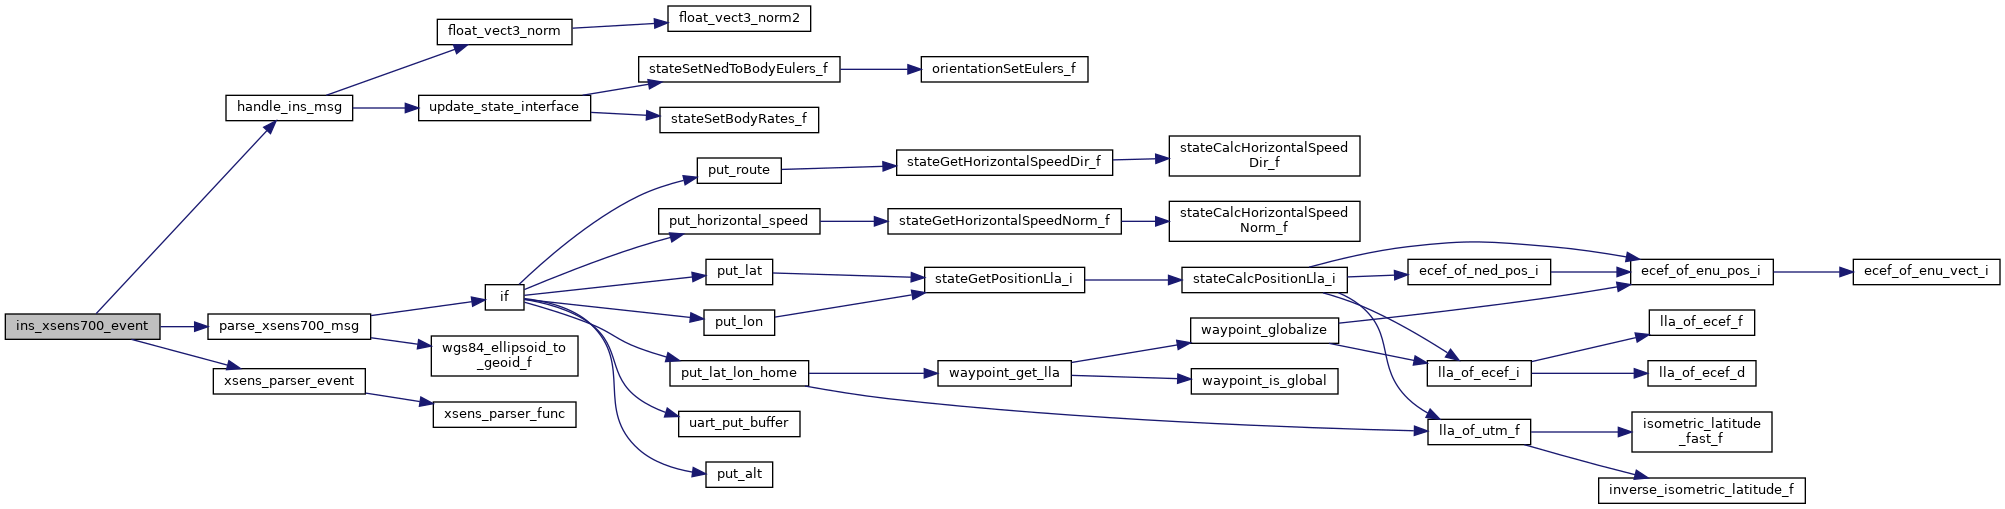 float_vect3_norm2
float_vect3_norm
stateSetNedToBodyEulers_f
orientationSetEulers_f
handle_ins_msg
update_state_interface
stateSetBodyRates_f
put_route
stateGetHorizontalSpeedDir_f
stateCalcHorizontalSpeed
Dir_f
put_horizontal_speed
stateGetHorizontalSpeedNorm_f
stateCalcHorizontalSpeed
Norm_f
put_lat
stateGetPositionLla_i
stateCalcPositionLla_i
ecef_of_ned_pos_i
ecef_of_enu_pos_i
ecef_of_enu_vect_i
if
ins_xsens700_event
parse_xsens700_msg
put_lon
waypoint_globalize
lla_of_ecef_f
wgs84_ellipsoid_to
_geoid_f
xsens_parser_event
put_lat_lon_home
waypoint_get_lla
waypoint_is_global
lla_of_ecef_i
lla_of_ecef_d
xsens_parser_func
uart_put_buffer
lla_of_utm_f
isometric_latitude
_fast_f
put_alt
inverse_isometric_latitude_f